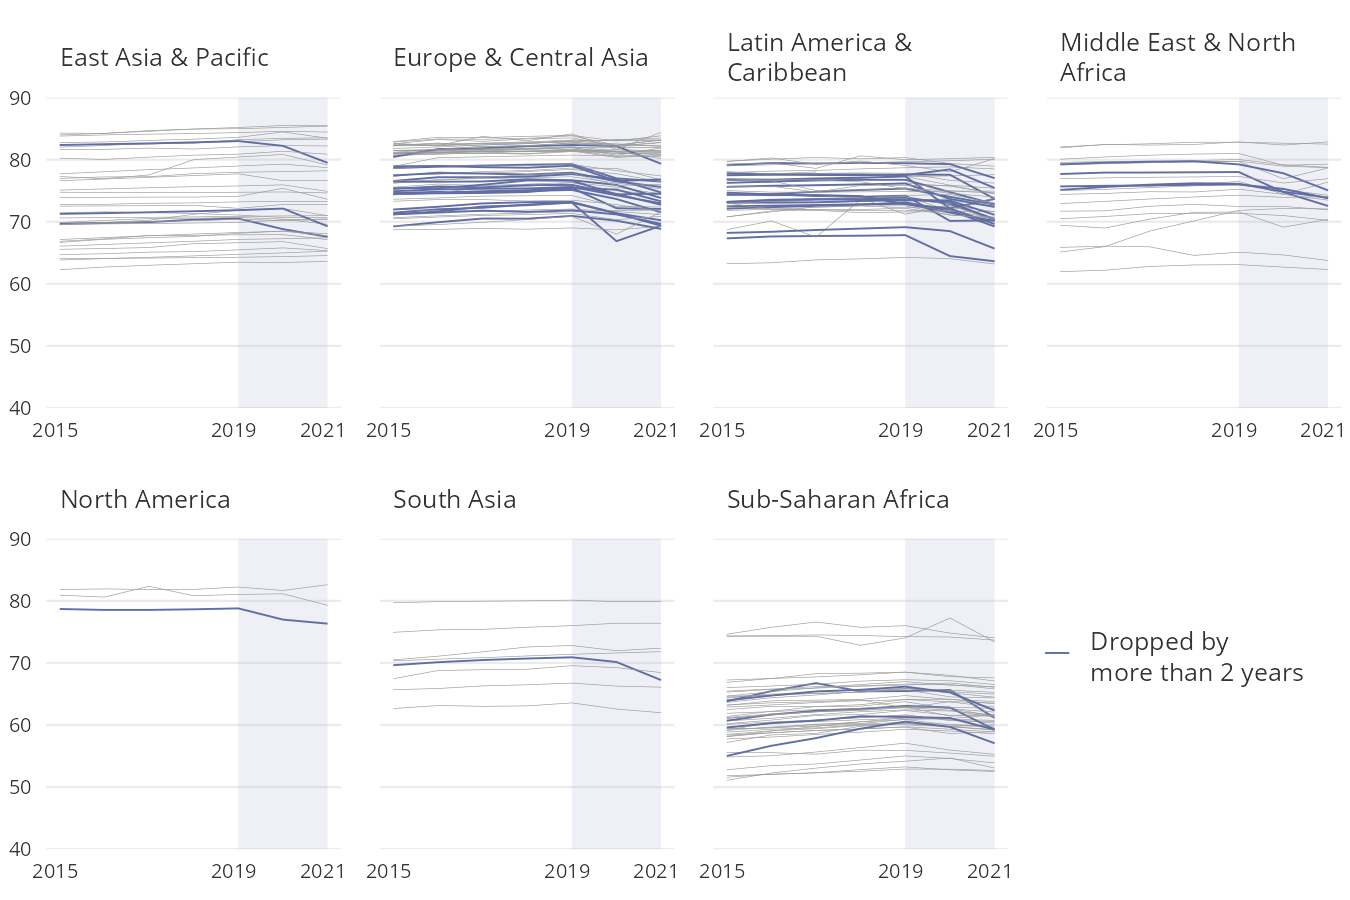 East Asia & Pacific
Europe & Central Asia
Latin America &
Caribbean
Middle East & North
Africa
90
80
70
60
50
40
2015 2019 2021
2015 2019 2021
2015 2019 2021
2015 2019 2021
North America
South Asia
Sub-Saharan Africa
90
80
70
60
50
40
2015 2019 2021
2015 2019 2021
2015 2019 2021
Dropped by
more than 2 years